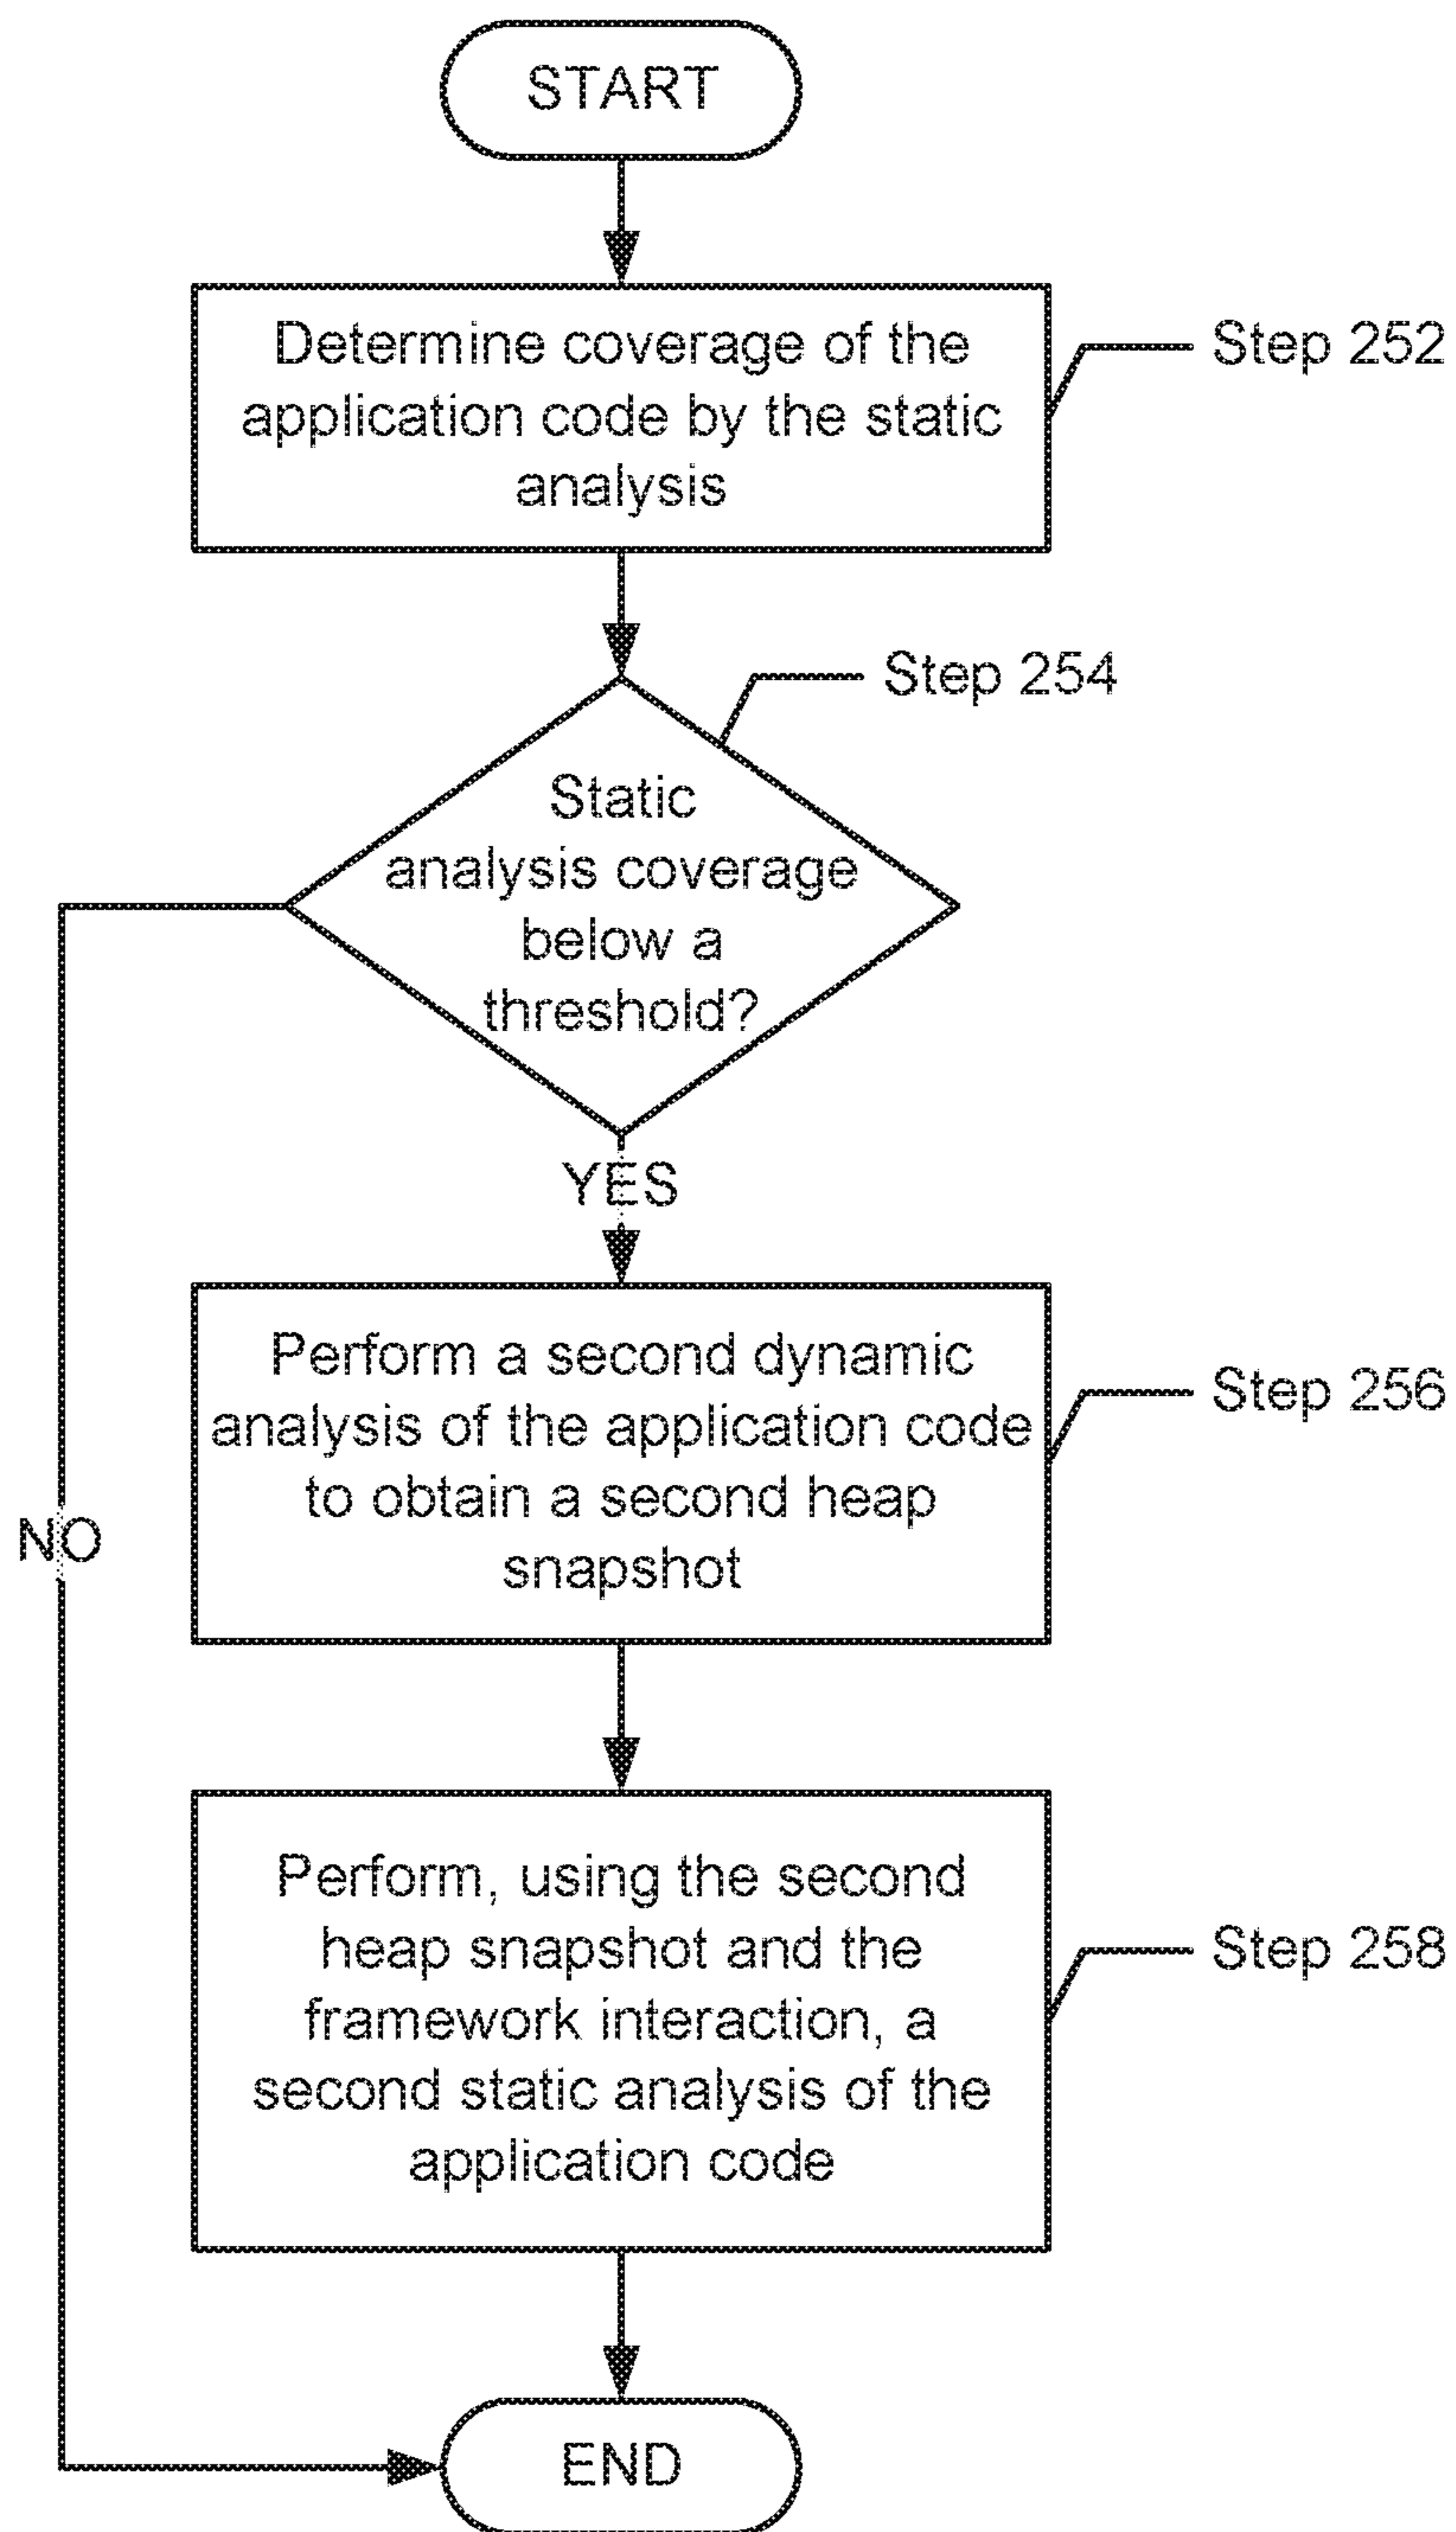 START
Determine coverage of the
application code by the static
analysis
Step 252
Step 254
Static
analysis coverage
below a
threshold?
YES
Perform a second dynamic
analysis of the application code
to obtain a second heap
snapshot
Step 256
NO
Perform, using the second
heap snapshot and the
framework interaction, a
second static analysis of the
application code
Step 258
END